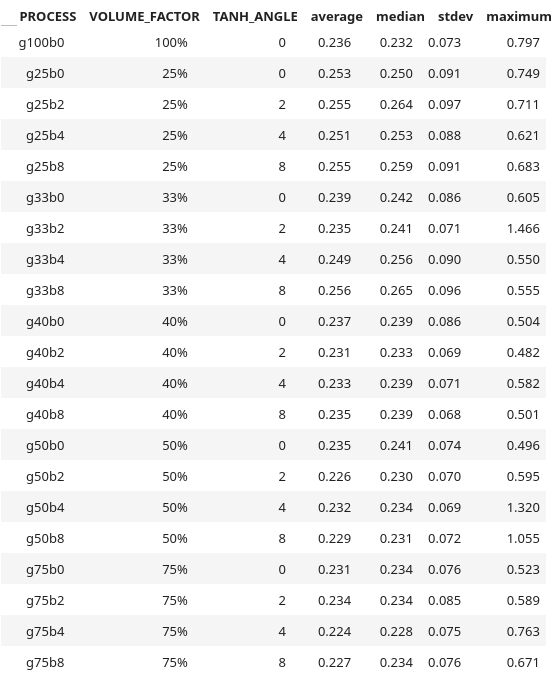 PROCESS VOLUME_FACTOR TANH_ANGLE average median stdev maximum
g100b0 100% 0 0.236 0.232 0.073 0.797
g25b0 25% 0 0.253 0.250 0.091 0.749
g25b2 25% 2 0.255 0.264 0.097 0.711
g25b4 25% 4 0.251 0.253 0.088 0.621
g25b8 25% 8 0.255 0.259 0.091 0.683
g33b0 33% 0 0.239 0.242 0.086 0.605
g33b2 33% 2 0.235 0.241 0.071 1.466
g33b4 33% 4 0.249 0.256 0.090 0.550
g33b8 33% 8 0.256 0.265 0.096 0.555
g40b0 40% 0 0.237 0.239 0.086 0.504
g40b2 40% 2 0.231 0.233 0.069 0.482
g40b4 40% 4 0.233 0.239 0.071 0.582
g40b8 40% 8 0.235 0.239 0.068 0.501
g50b0 50% 0 0.235 0.241 0.074 0.496
g50b2 50% 2 0.226 0.230 0.070 0.595
g50b4 50% 4 0.232 0.234 0.069 1.320
g50b8 50% 8 0.229 0.231 0.072 1.055
g75b0 75% 0 0.231 0.234 0.076 0.523
g75b2 75% 2 0.234 0.234 0.085 0.589
g75b4 75% 4 0.224 0.228 0.075 0.763
g75b8 75% 8 0.227 0.234 0.076 0.671